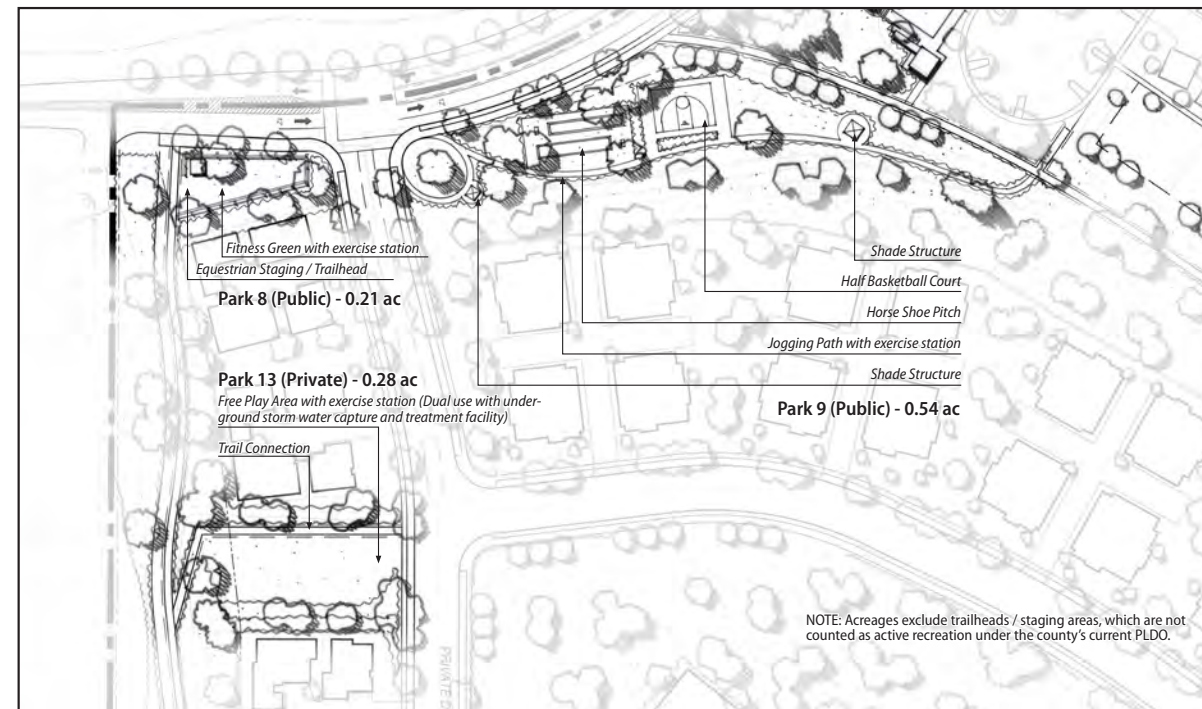 Fitness Green with exercise station
Equestrian Staging / Trailhead
Park 8 (Public) - 0.21 ac
Shade Structure
Half Basketball Court
Horse Shoe Pitch
Jogging Path with exercise station
Shade Structure
Park 9 (Public) - 0.54 ac
Park 13 (Private) - 0.28 ac
Free Play Area with exercise station (Dual use with under-
ground storm water capture and treatment facility)
Trail Connection
NOTE: Acreages exclude trailheads / staging areas, which are not
counted as active recreation under the county's current PLDO.
PRIVATE